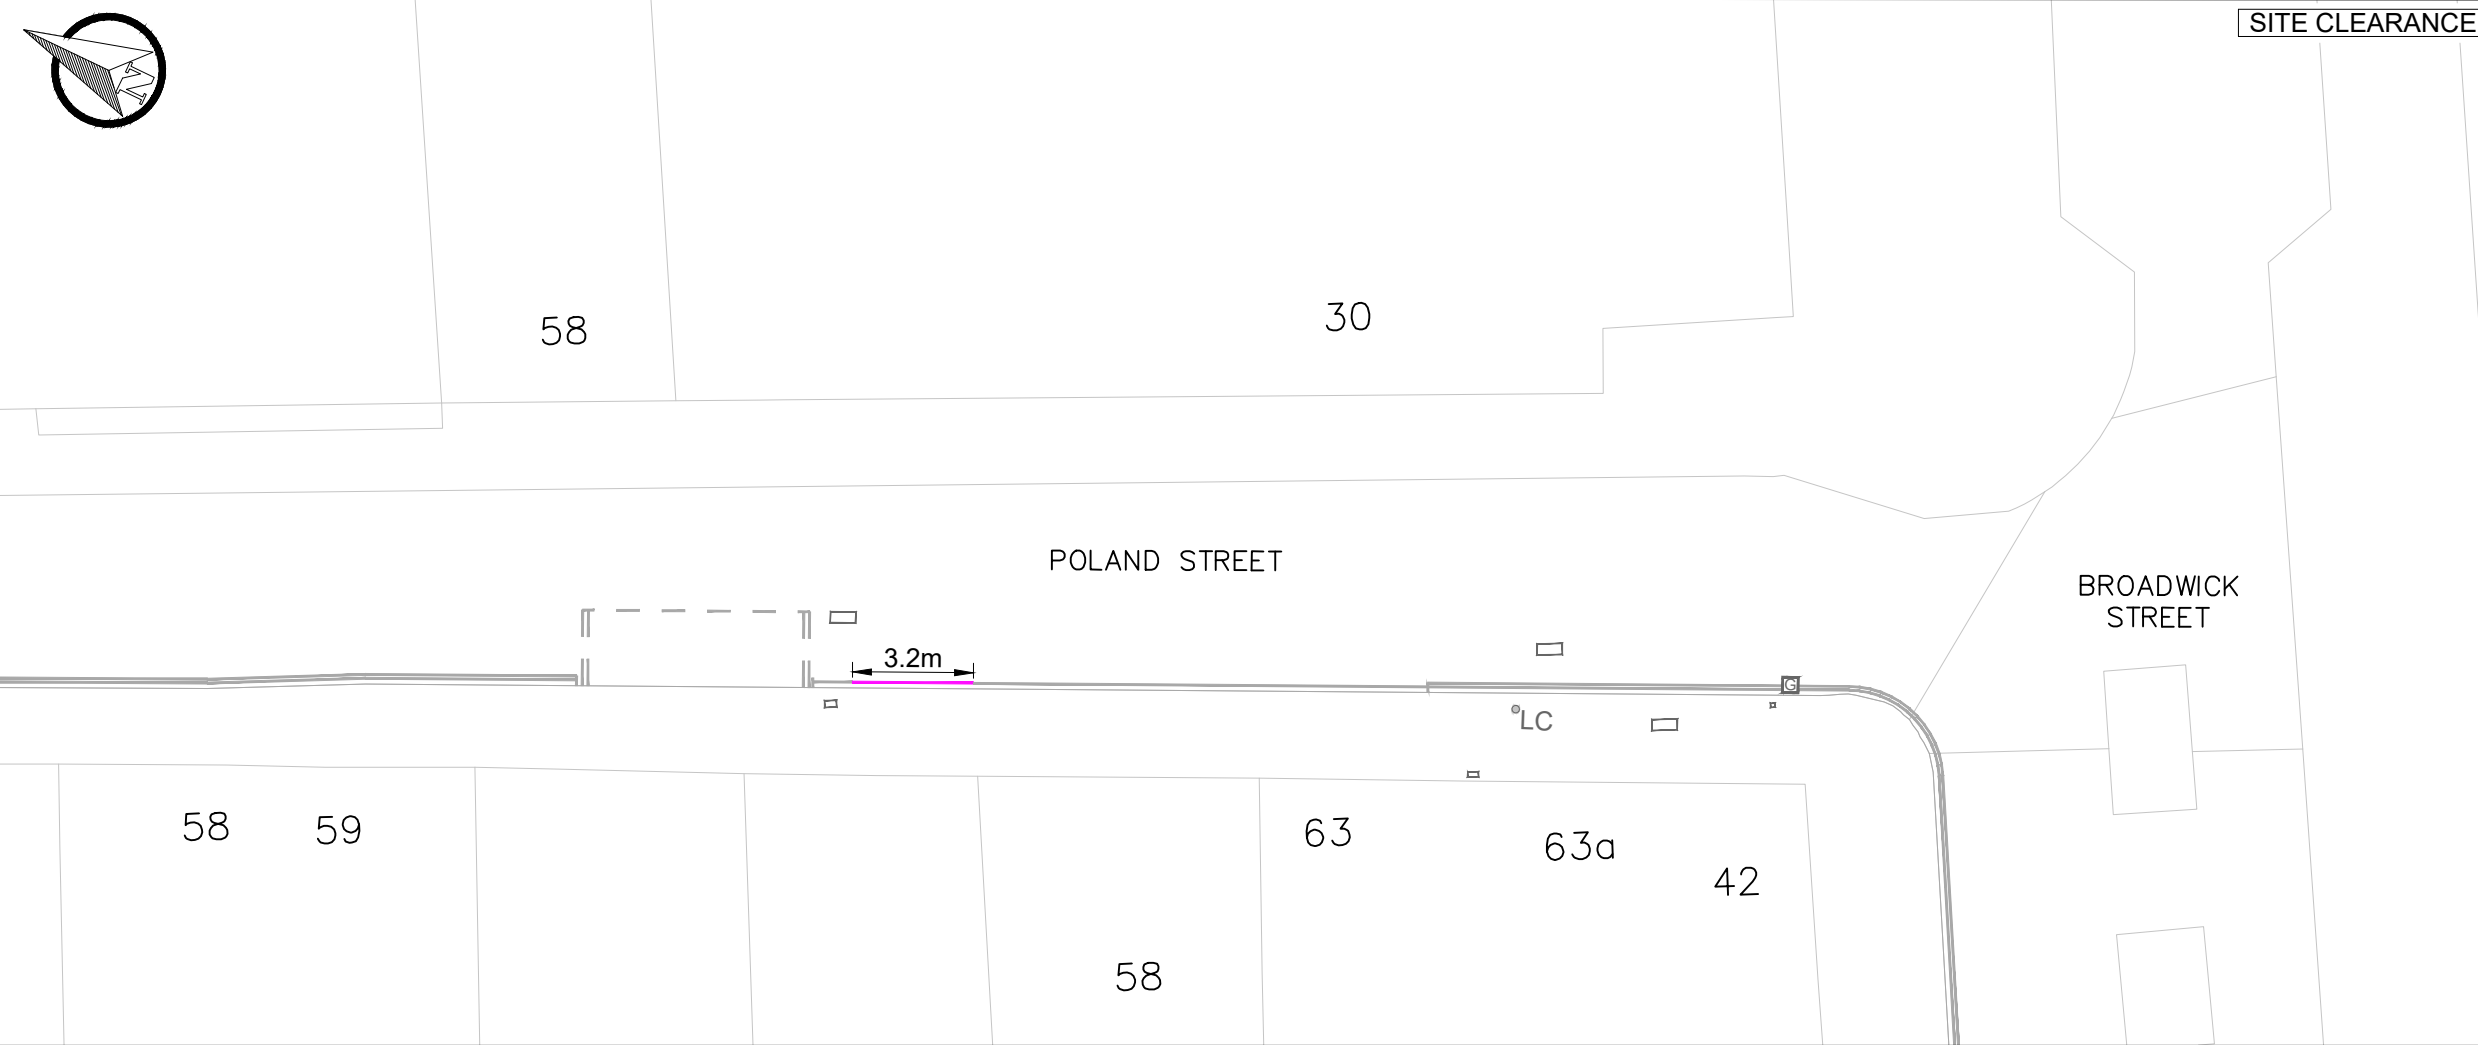 SITE CLEARANCE
N
58
30
POLAND STREET
BROADWICK
STREET
3.2m
G
LC
58
59
63
63a
42
58